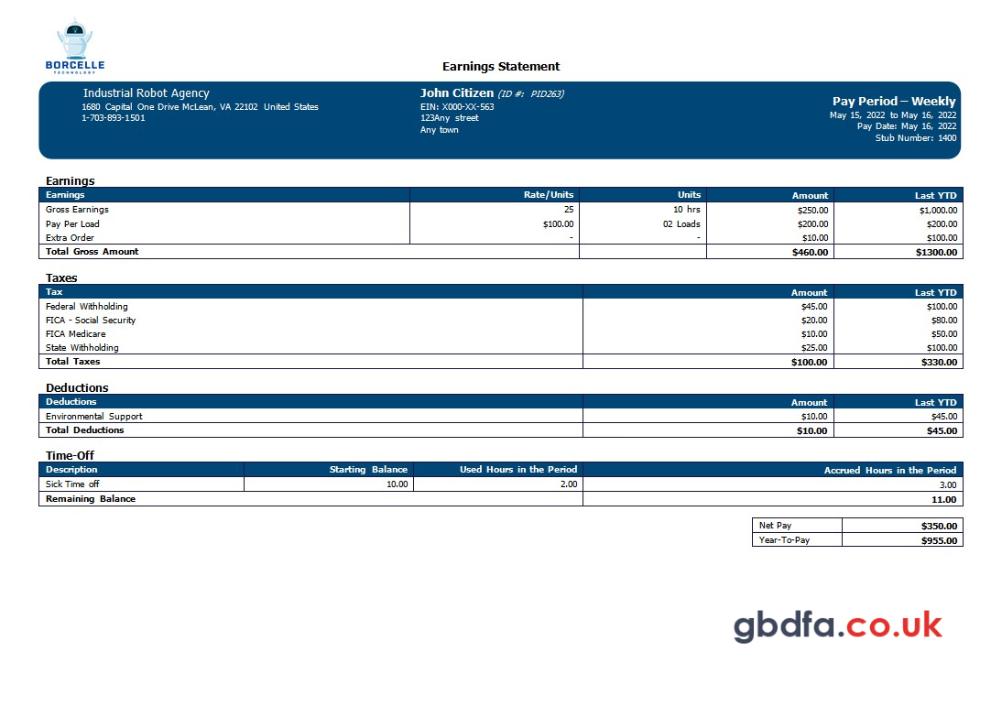 BORCELLE
TECHNOLOGY
Earnings Statement
Industrial Robot Agency
1680 Capital One Drive McLean, VA 22102 United States
1-703-893-1501
John Citizen (ID #: PID263)
EIN: X000-XX-563
123Any street
Any town
Pay Period – Weekly
May 15, 2022 to May 16, 2022
Pay Date: May 16, 2022
Stub Number: 1400
Earnings
Earnings Rate/Units Units Amount Last YTD
Gross Earnings 25 10 hrs $250.00 $1,000.00
Pay Per Load $100.00 02 Loads $200.00 $200.00
Extra Order - - $10.00 $100.00
Total Gross Amount $460.00 $1300.00
Taxes
Tax Amount Last YTD
Federal Withholding $45.00 $100.00
FICA - Social Security $20.00 $80.00
FICA Medicare $10.00 $50.00
State Withholding $25.00 $100.00
Total Taxes $100.00 $330.00
Deductions
Deductions Amount Last YTD
Environmental Support $10.00 $45.00
Total Deductions $10.00 $45.00
Time-Off
Description Starting Balance Used Hours in the Period Accrued Hours in the Period
Sick Time off 10.00 2.00 3.00
Remaining Balance 11.00
Net Pay $350.00
Year-To-Pay $955.00
gbdfa.co.uk